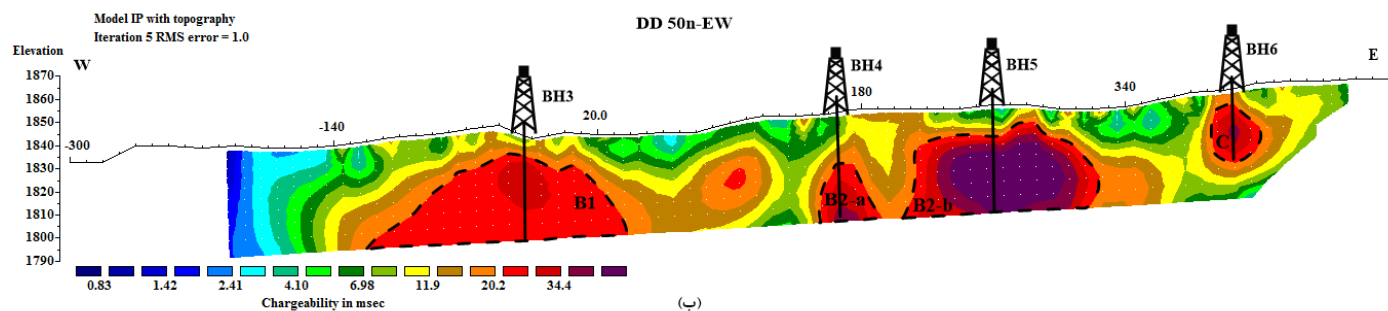 Model IP with topography
Iteration 5 RMS error = 1.0
DD 50n-EW
Elevation
W
E
1870
1860
1850
1840
1830
1820
1810
1800
1790
-300
-140
20.0
180
340
BH3
BH4
BH5
BH6
B1
B2-a
B2-b
C
0.83 1.42 2.41 4.10 6.98 11.9 20.2 34.4
Chargeability in msec
(ب)